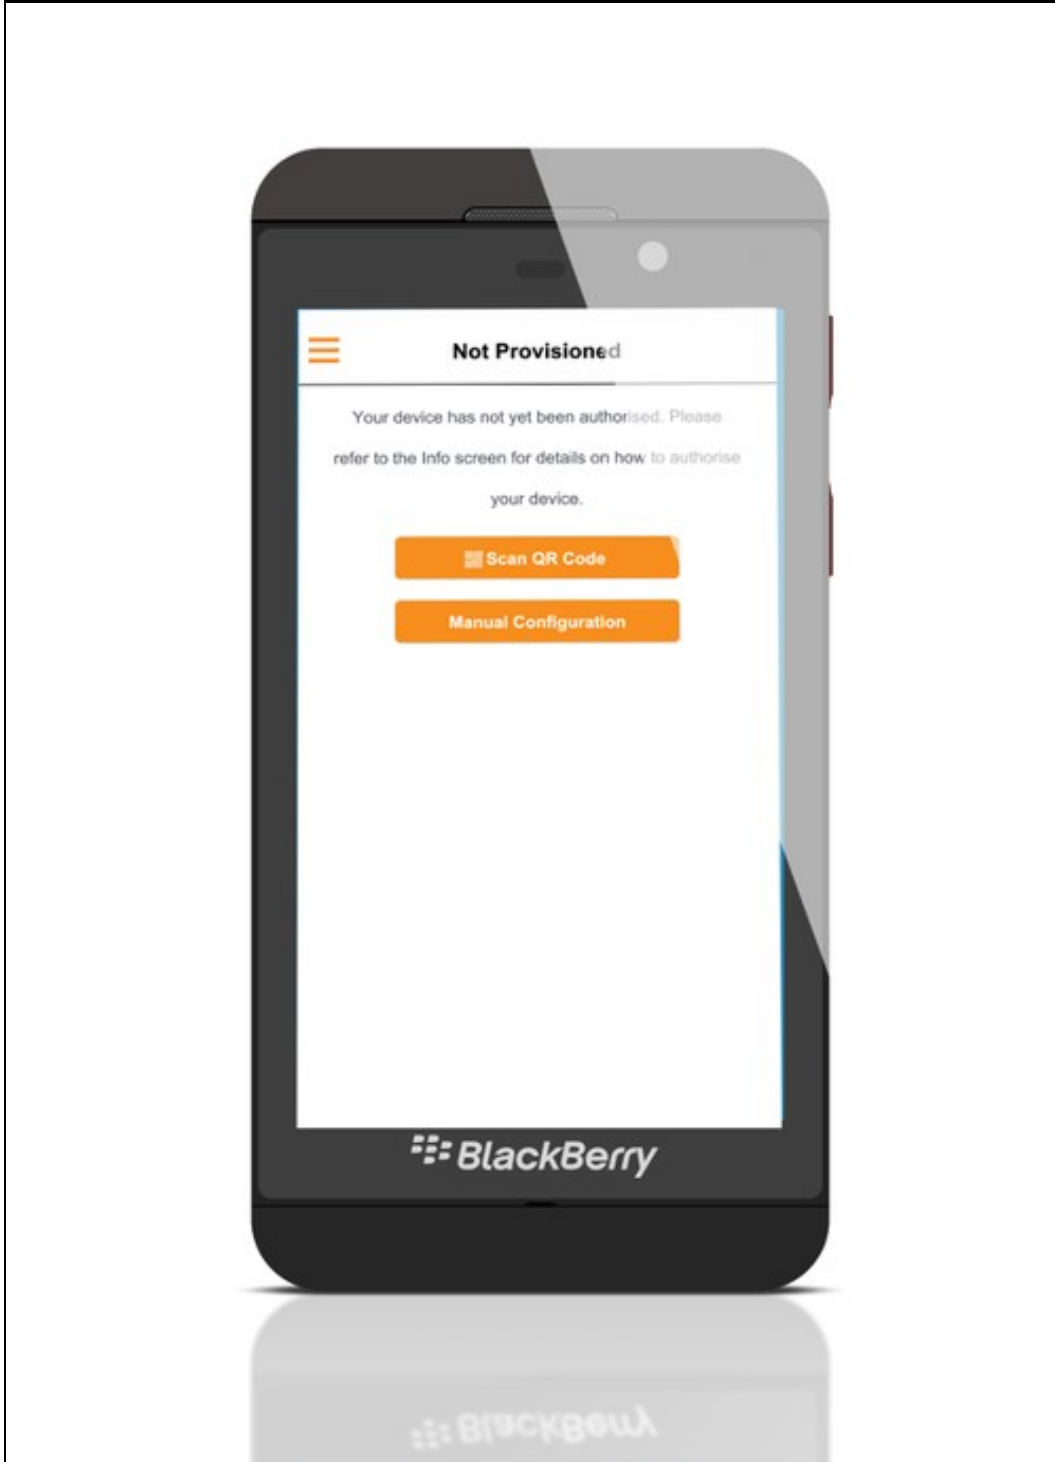 Not Provisioned
Your device has not yet been authorised. Please
refer to the Info screen for details on how to authorise
your device.
Scan QR Code
Manual Configuration
BlackBerry
BlackBerry